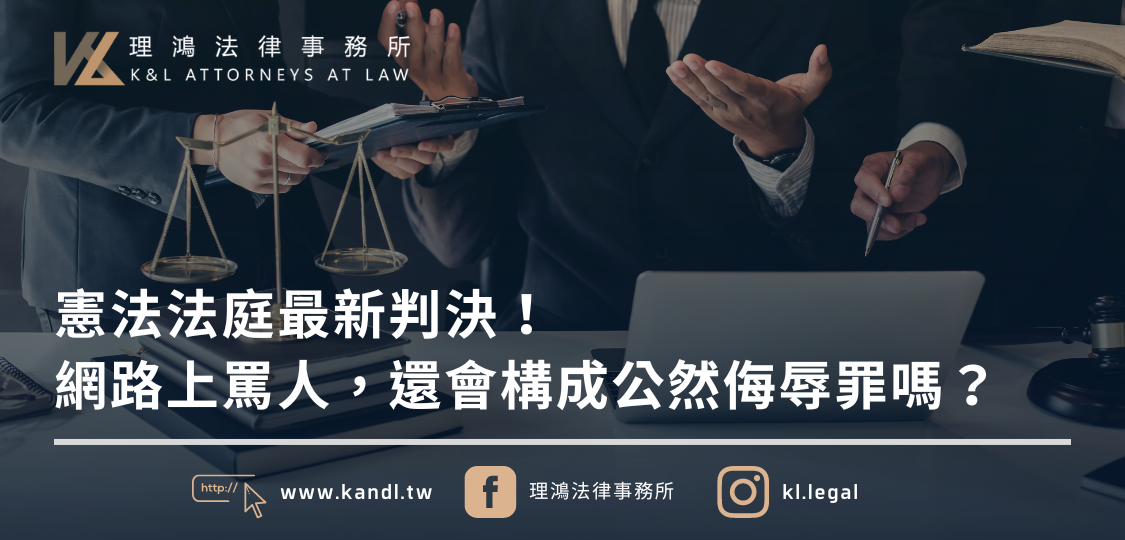 理鴻法律事務所
K&L ATTORNEYS AT LAW
憲法法庭最新判決！
網路上罵人，還會構成公然侮辱罪嗎？
http://
www.kandl.tw
理鴻法律事務所
kl.legal